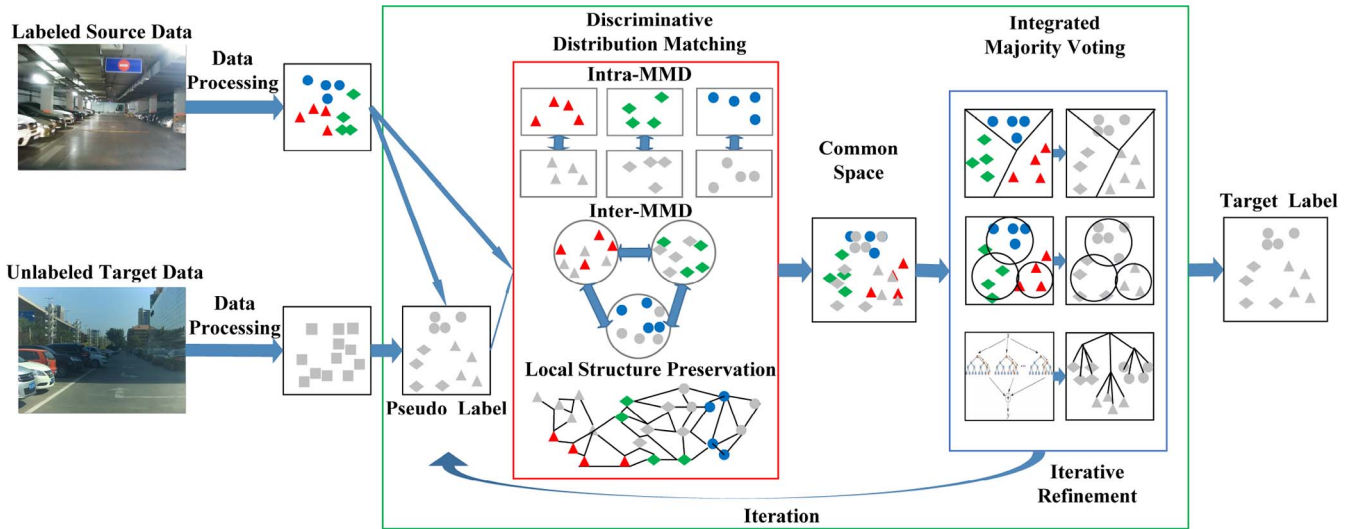 Labeled Source Data
Data
Processing
Unlabeled Target Data
Data
Processing
Pseudo Label
Discriminative
Distribution Matching
Intra-MMD
Inter-MMD
Local Structure Preservation
Common
Space
Integrated
Majority Voting
Iterative
Refinement
Iteration
Target Label